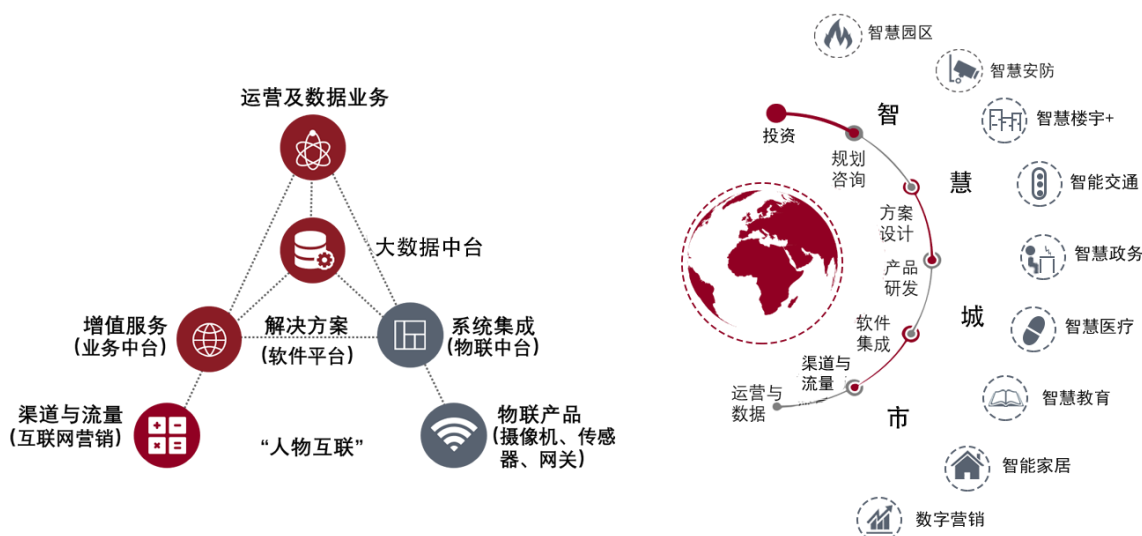 运营及数据业务
大数据中台
增值服务
(业务中台)
解决方案
(软件平台)
系统集成
(物联中台)
渠道与流量
(互联网营销)
“人物互联”
物联产品
(摄像机、传感
器、网关)
投资
规划
咨询
方案
设计
产品
研发
软件
集成
渠道与
流量
运营与
数据
智
慧
城
市
智慧园区
智慧安防
智慧楼宇+
智能交通
智慧政务
智慧医疗
智慧教育
智能家居
数字营销